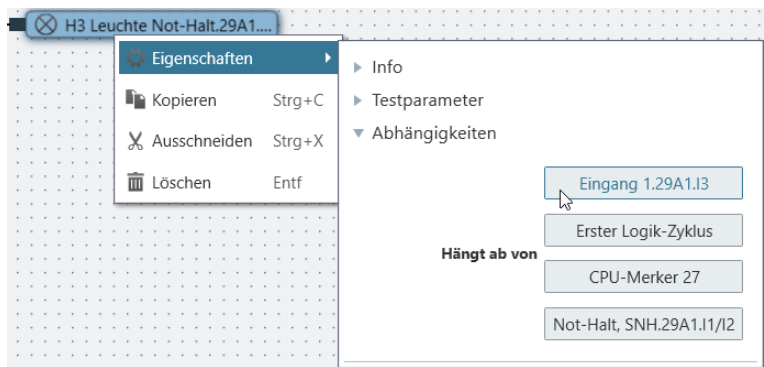 H3 Leuchte Not-Halt.29A1....
Eigenschaften
Kopieren Strg+C
Ausschneiden Strg+X
Löschen Entf
Info
Testparameter
Abhängigkeiten
Hängt ab von
Eingang 1.29A1.I3
Erster Logik-Zyklus
CPU-Merker 27
Not-Halt, SNH.29A1.I1/I2